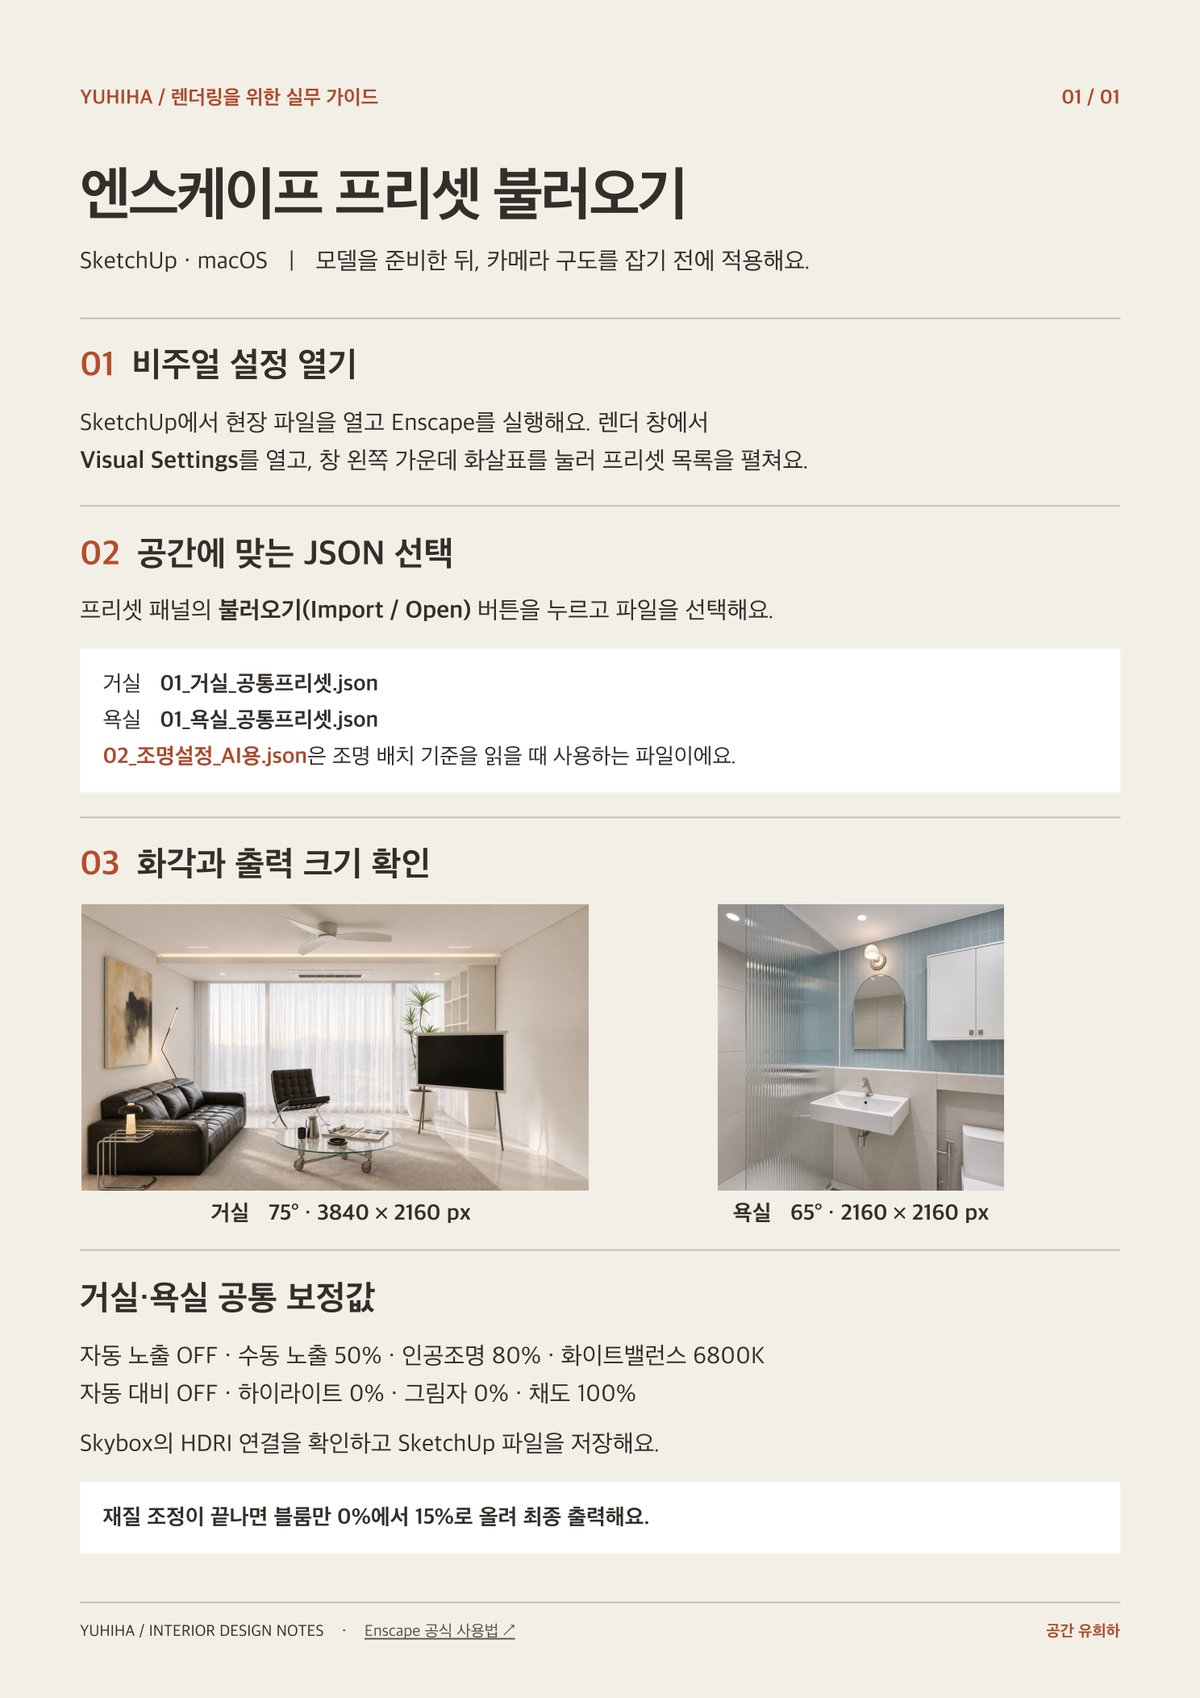 YUHIHA / 렌더링을 위한 실무 가이드
01 / 01
엔스케이프 프리셋 불러오기
SketchUp · macOS | 모델을 준비한 뒤, 카메라 구도를 잡기 전에 적용해요.
01 비주얼 설정 열기
SketchUp에서 현장 파일을 열고 Enscape를 실행해요. 렌더 창에서
Visual Settings를 열고, 창 왼쪽 가운데 화살표를 눌러 프리셋 목록을 펼쳐요.
02 공간에 맞는 JSON 선택
프리셋 패널의 불러오기(Import / Open) 버튼을 누르고 파일을 선택해요.
거실 01_거실_공통프리셋.json
욕실 01_욕실_공통프리셋.json
02_조명설정_AI용.json은 조명 배치 기준을 읽을 때 사용하는 파일이에요.
03 화각과 출력 크기 확인
거실 75° · 3840 × 2160 px
욕실 65° · 2160 × 2160 px
거실·욕실 공통 보정값
자동 노출 OFF · 수동 노출 50% · 인공조명 80% · 화이트밸런스 6800K
자동 대비 OFF · 하이라이트 0% · 그림자 0% · 채도 100%
Skybox의 HDRI 연결을 확인하고 SketchUp 파일을 저장해요.
재질 조정이 끝나면 블룸만 0%에서 15%로 올려 최종 출력해요.
YUHIHA / INTERIOR DESIGN NOTES · Enscape 공식 사용법 ↗
공간 유희하